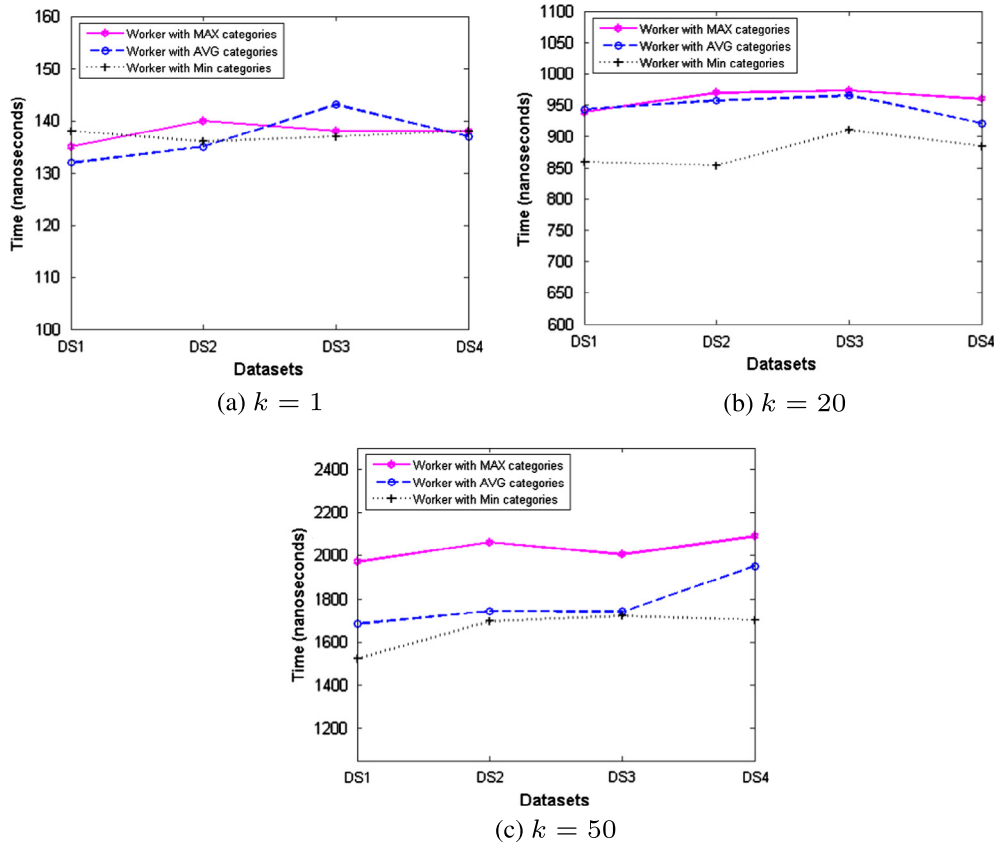 160
150
140
130
120
110
100
Time (nanoseconds)
Worker with MAX categories
Worker with AVG categories
Worker with Min categories
DS1 DS2 DS3 DS4
Datasets
(a) k = 1
1100
1050
1000
950
900
850
800
750
700
650
600
Time (nanoseconds)
Worker with MAX categories
Worker with AVG categories
Worker with Min categories
DS1 DS2 DS3 DS4
Datasets
(b) k = 20
2400
2200
2000
1800
1600
1400
1200
Time (nanoseconds)
Worker with MAX categories
Worker with AVG categories
Worker with Min categories
DS1 DS2 DS3 DS4
Datasets
(c) k = 50